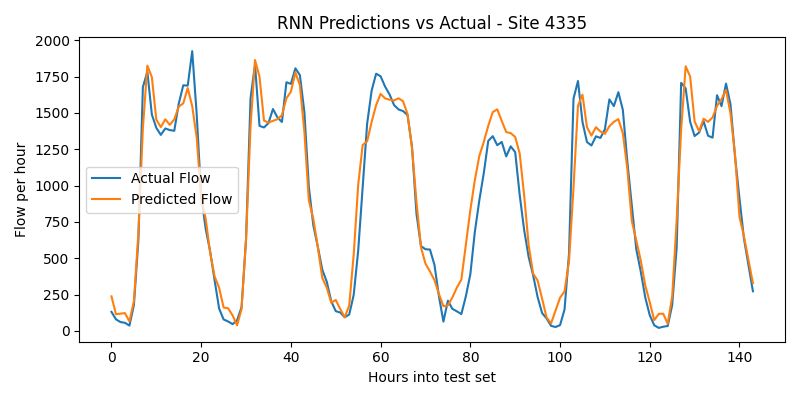 RNN Predictions vs Actual - Site 4335
Flow per hour
2000
1750
1500
1250
1000
750
500
250
0
Actual Flow
Predicted Flow
0 20 40 60 80 100 120 140
Hours into test set